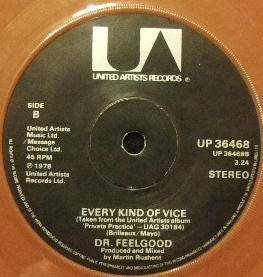 UA
UNITED ARTISTS RECORDS
®
SIDE
B
United Artists
Music Ltd.
/Message
Choice Ltd.
45 RPM
℗ 1978
United Artists
Records Ltd.
UP 36468
UP 36468B
3.24
STEREO
EVERY KIND OF VICE
(Taken from the United Artists album
'Private Practice' – UAG 30184)
(Brilleaux/Mayo)
DR. FEELGOOD
Produced and Mixed
by Martin Rushent